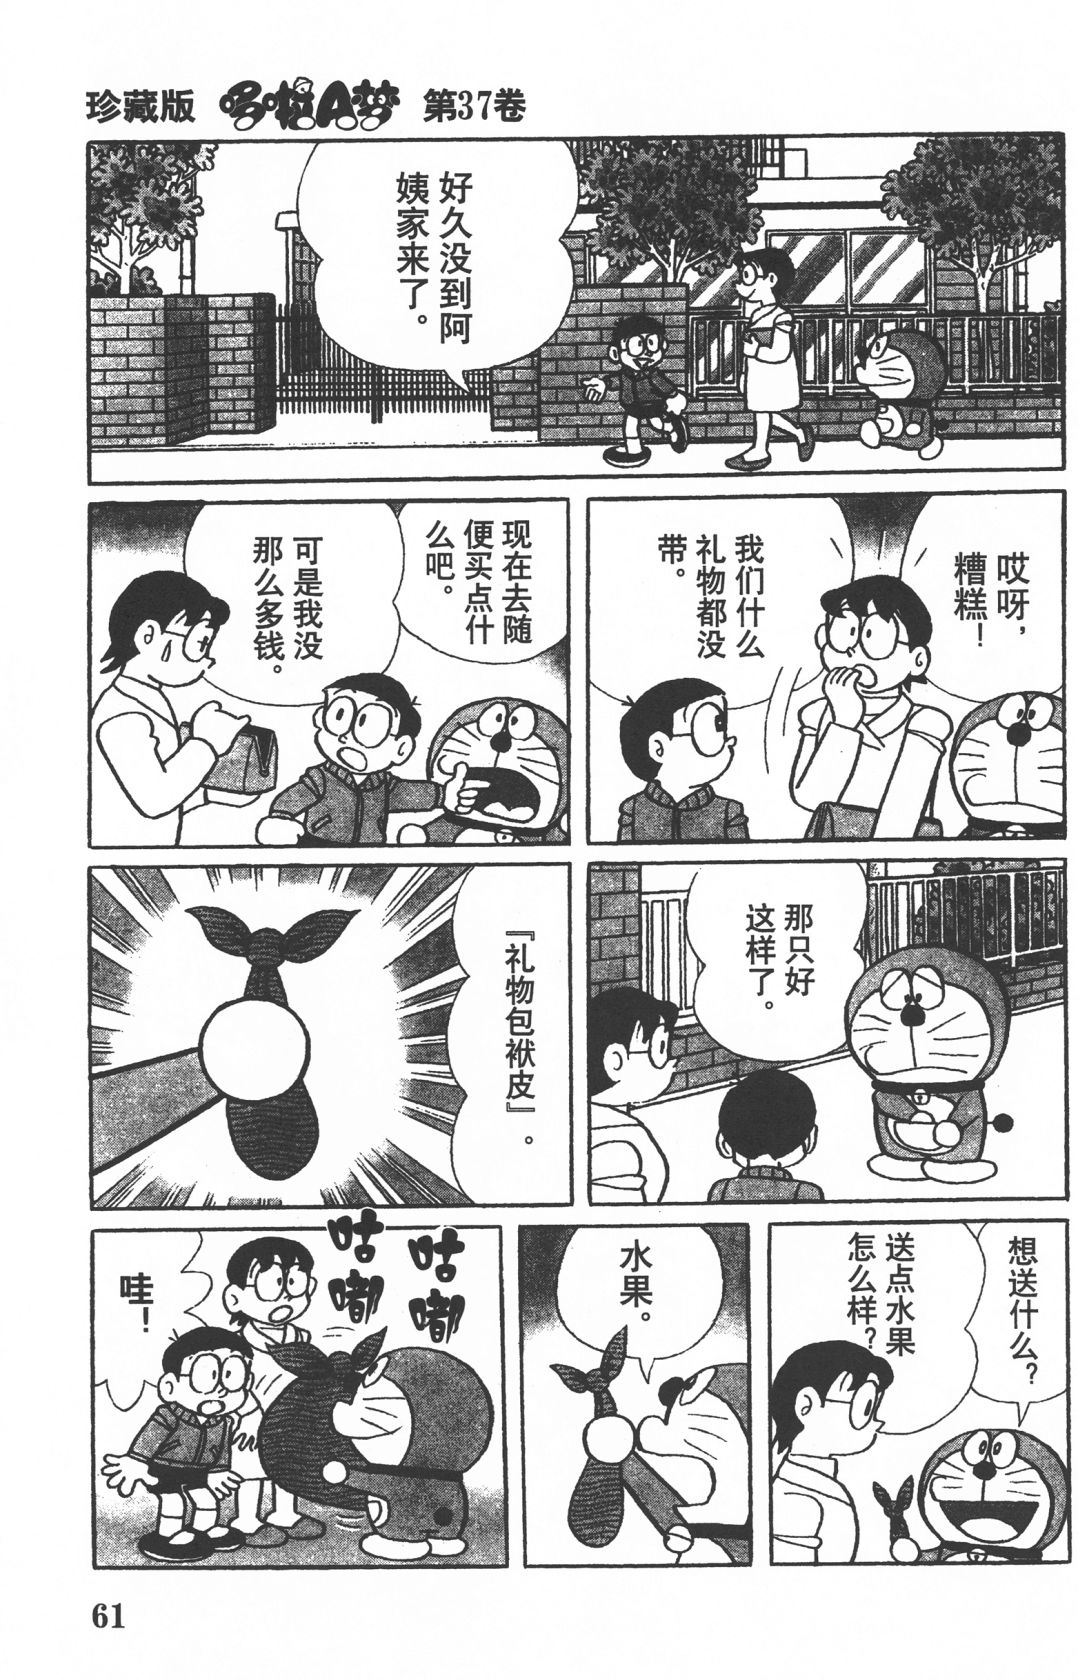 珍藏版 哆啦A梦 第37卷
好久没到阿
姨家来了。
哎呀，
糟糕！
我们什么
礼物都没
带。
现在去随
便买点什
么吧。
可是我没
那么多钱。
那只好
这样了。
『礼物包袱皮』。
想送什么？
送点水果
怎么样？
水果。
咕嘟
咕嘟
哇！
61